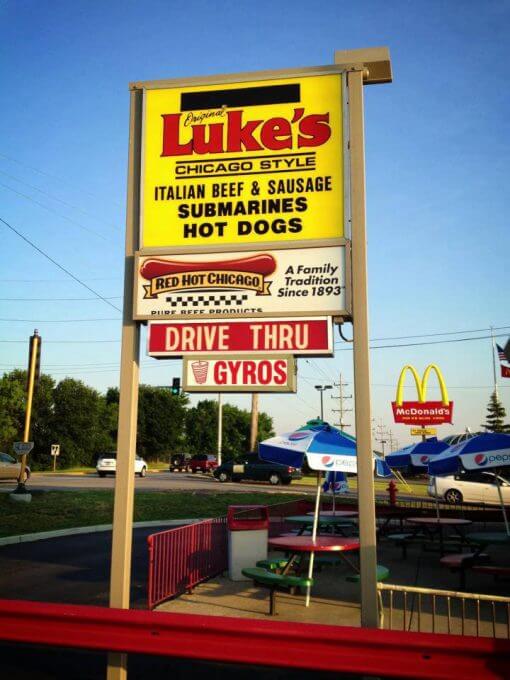 Original
Luke's
CHICAGO STYLE
ITALIAN BEEF & SAUSAGE
SUBMARINES
HOT DOGS
RED HOT CHICAGO
A Family
Tradition
Since 1893
PURE BEEF PRODUCTS
DRIVE THRU
GYROS
McDonald's
pepsi
pepsi